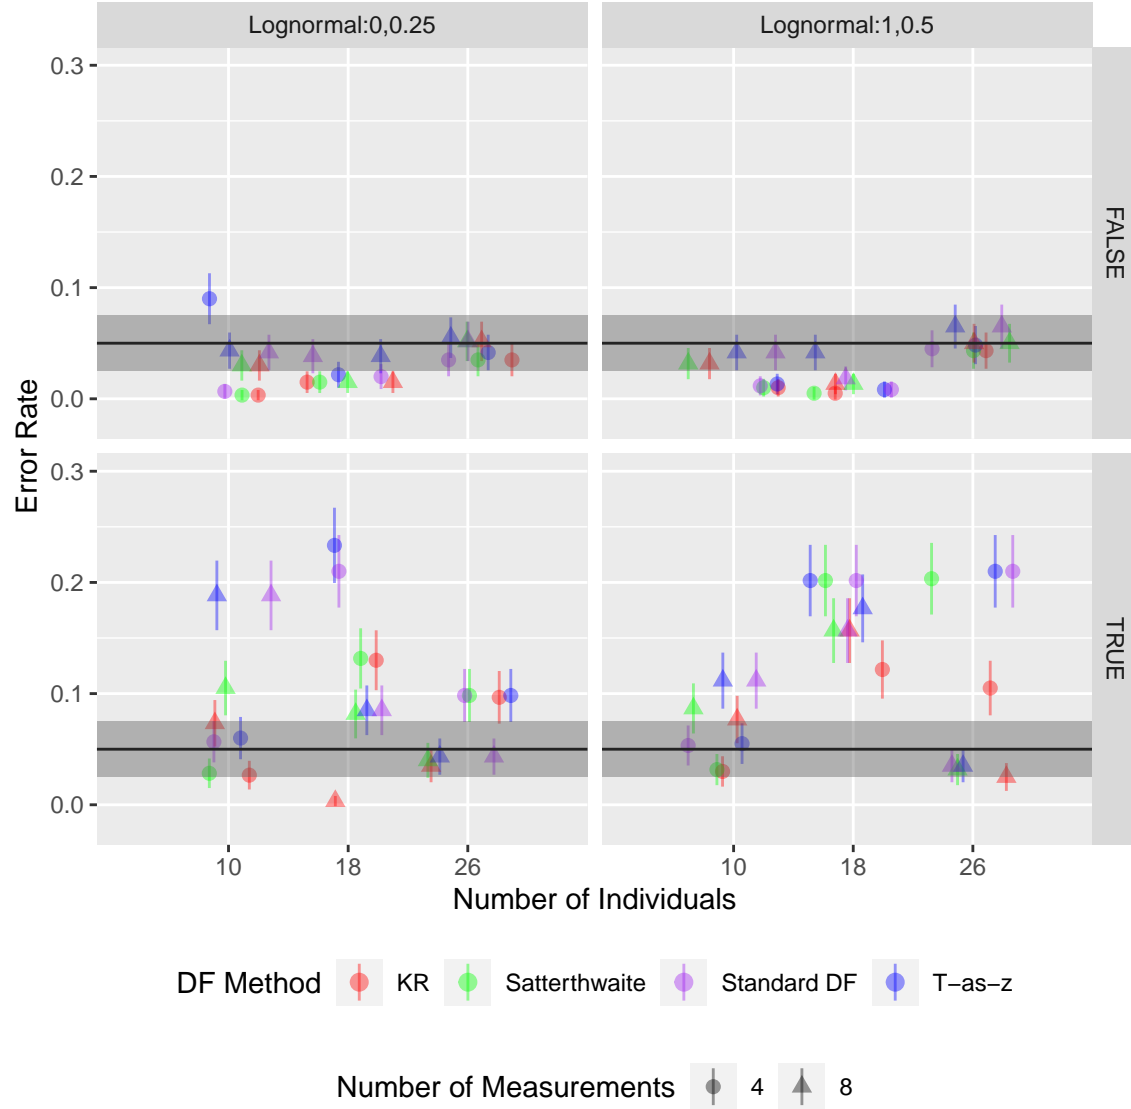 Lognormal:0,0.25 Lognormal:1,0.5
0.3
0.2
0.1
0.0
FALSE
Error Rate
0.3
0.2
0.1
0.0
TRUE
10 18 26 10 18 26
Number of Individuals
DF Method KR Satterthwaite Standard DF T−as−z
Number of Measurements 4 8